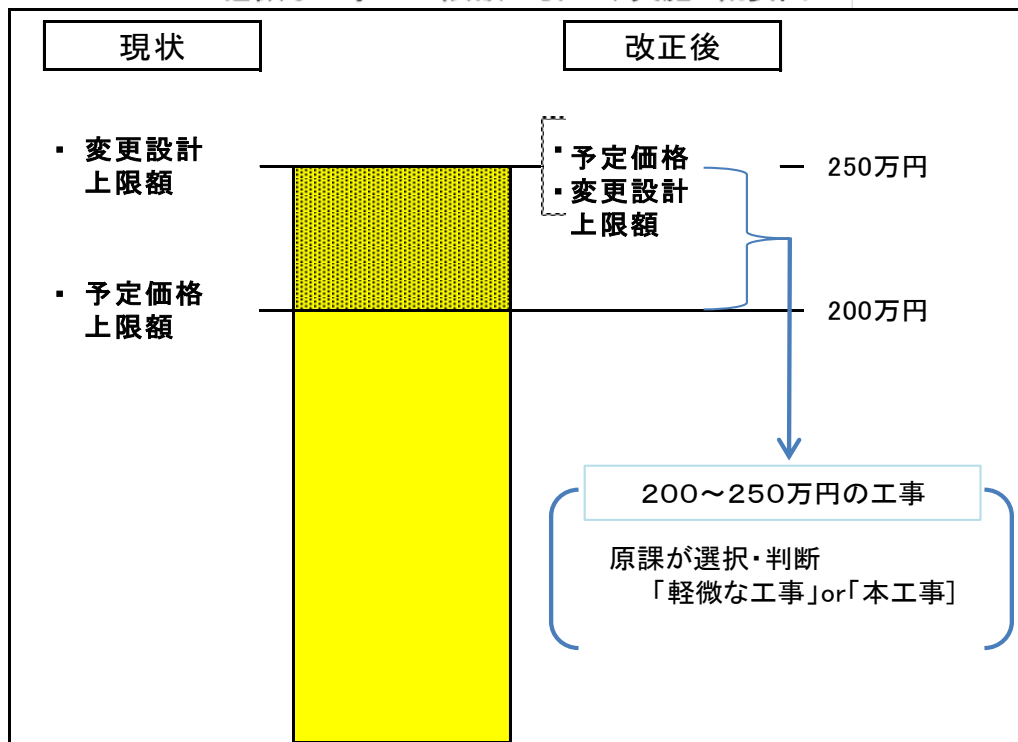 現状
改正後
▪ 変更設計
上限額
▪ 予定価格
▪ 変更設計
上限額
250万円
▪ 予定価格
上限額
200万円
200～250万円の工事
原課が選択・判断
「軽微な工事」or「本工事]